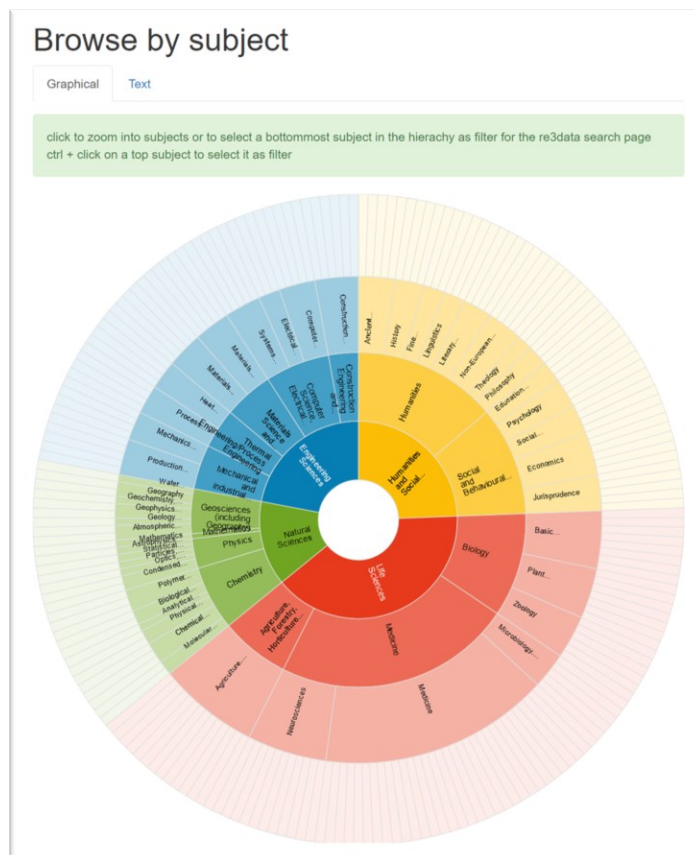 Browse by subject
Graphical
Text
click to zoom into subjects or to select a bottommost subject in the hierachy as filter for the re3data search page
ctrl + click on a top subject to select it as filter
Humanities
and
Social...
Humanities
Social
and
Behavioural...
Ancient...
History
Fine...
Linguistics
Literary...
Non-European...
Theology
Philosophy
Education...
Psychology
Social...
Economics
Jurisprudence
Life
Sciences
Biology
Basic...
Plant...
Zoology
Microbiology...
Medicine
Medicine
Neurosciences
Agriculture,
Forestry,
Horticulture...
Agriculture...
Natural
Sciences
Chemistry
Molecular...
Chemical...
Physical...
Analytical...
Biological...
Polymer...
Physics
Condensed...
Optics...
Particles...
Statistical...
Astrophysics...
Mathematics
Mathematics
Geosciences
(including
Geography)
Atmospheric...
Geology
Geophysics
Geochemistry,...
Geography
Water
Engineering
Sciences
Mechanical
and
industrial
Production...
Mechanics...
Thermal
Engineering/Process
Engineering
Process
Heat...
Materials
Science
and...
Materials...
Materials...
Computer
Science,
Electrical
Systems...
Electrical...
Computer...
Construction
Engineering
and...
Construction...